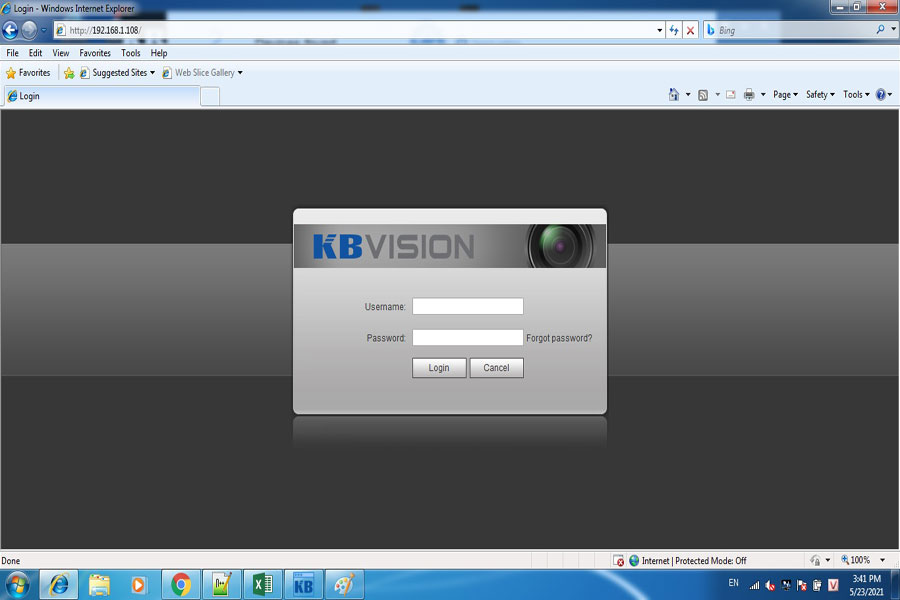 Login - Windows Internet Explorer
http://192.168.1.108/
Bing
File Edit View Favorites Tools Help
Favorites Suggested Sites Web Slice Gallery
Login
Page Safety Tools
KBVISION
Username:
Password: Forgot password?
Login Cancel
Done
Internet | Protected Mode: Off
100%
KB
EN
V
3:41 PM
5/23/2021